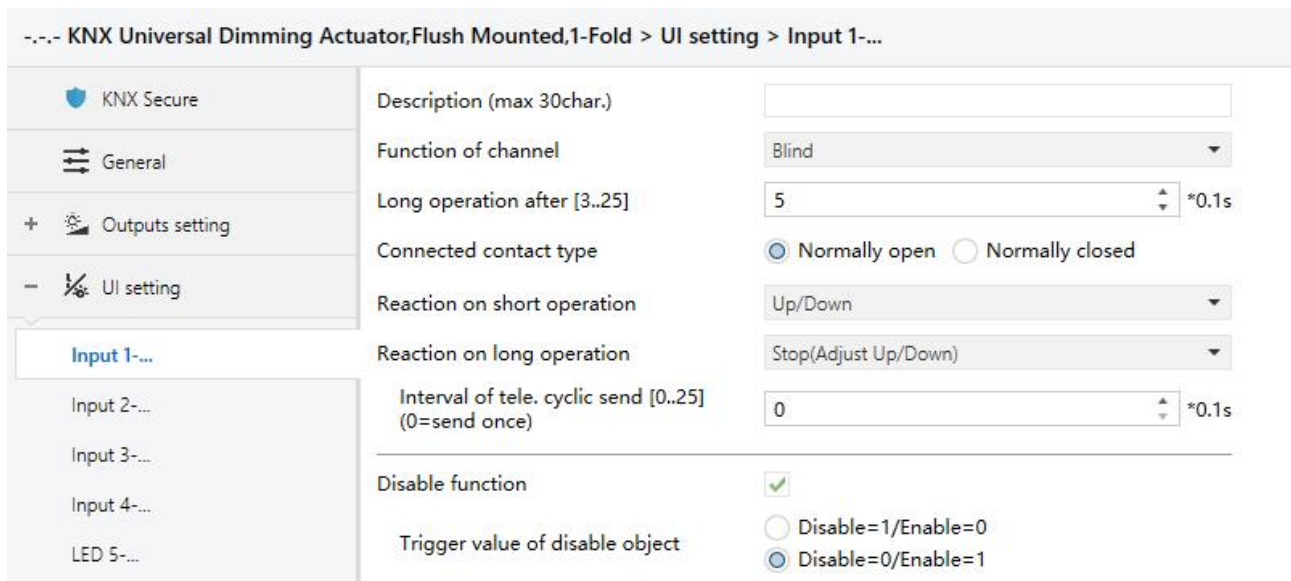 -.-.- KNX Universal Dimming Actuator,Flush Mounted,1-Fold > UI setting > Input 1-...
KNX Secure
General
+ Outputs setting
− UI setting
Input 1-...
Input 2-...
Input 3-...
Input 4-...
LED 5-...
Description (max 30char.)
Function of channel Blind
Long operation after [3..25] 5 *0.1s
Connected contact type Normally open Normally closed
Reaction on short operation Up/Down
Reaction on long operation Stop(Adjust Up/Down)
Interval of tele. cyclic send [0..25]
(0=send once) 0 *0.1s
Disable function
Trigger value of disable object Disable=1/Enable=0
Disable=0/Enable=1